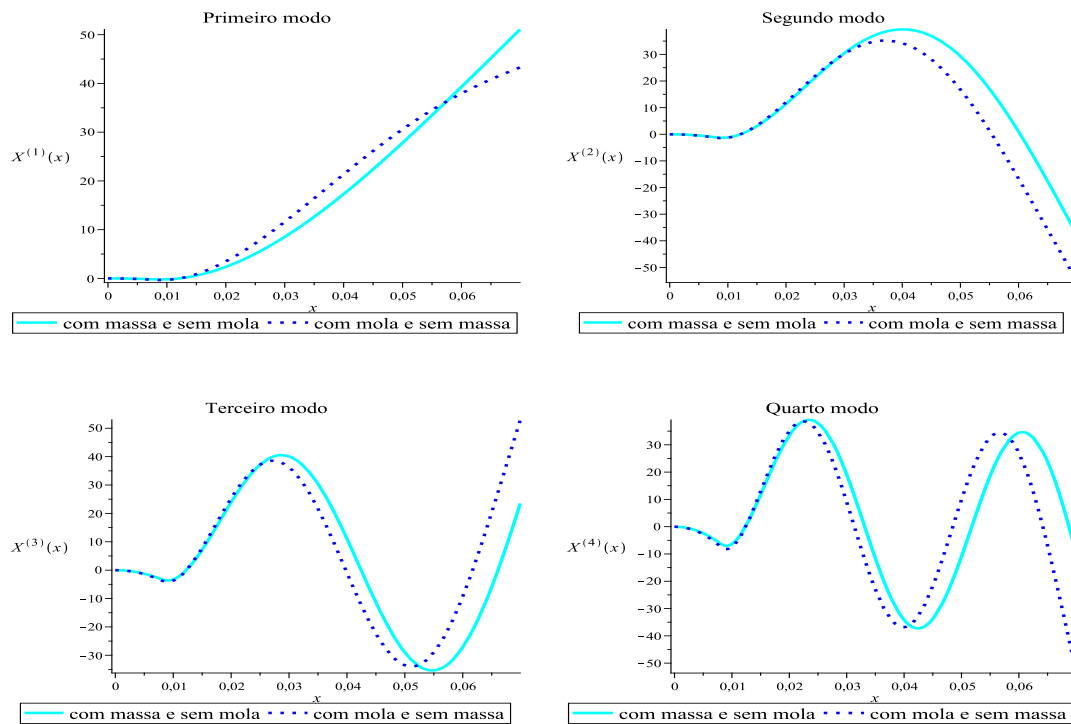 Primeiro modo
50
40
X⁽¹⁾(x)
30
20
10
0
0 0,01 0,02 0,03 0,04 0,05 0,06
x
com massa e sem mola com mola e sem massa
Segundo modo
30
20
10
0
X⁽²⁾(x)
−10
−20
−30
−40
−50
0 0,01 0,02 0,03 0,04 0,05 0,06
x
com massa e sem mola com mola e sem massa
Terceiro modo
50
40
30
20
10
X⁽³⁾(x)
0
−10
−20
−30
0 0,01 0,02 0,03 0,04 0,05 0,06
x
com massa e sem mola com mola e sem massa
Quarto modo
30
20
10
0
X⁽⁴⁾(x)
−10
−20
−30
−40
−50
0 0,01 0,02 0,03 0,04 0,05 0,06
x
com massa e sem mola com mola e sem massa